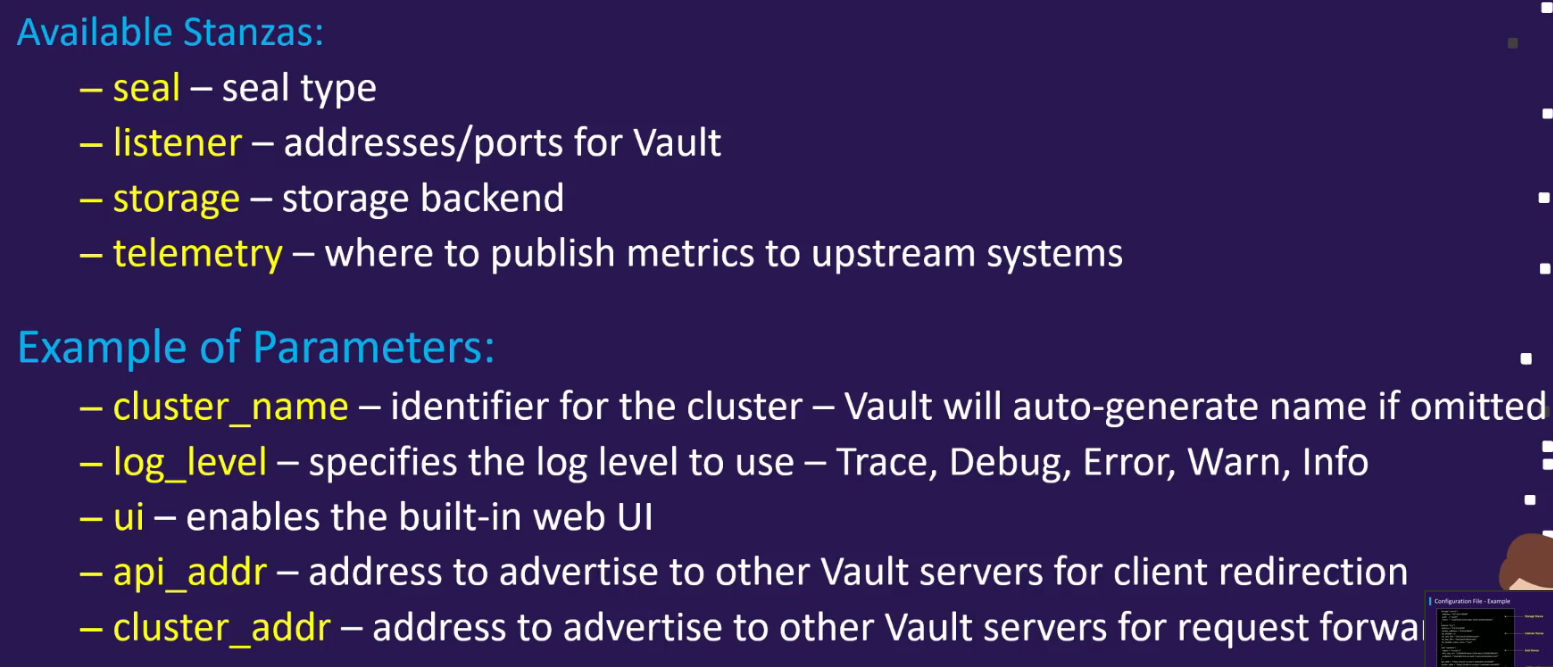 Available Stanzas:
– seal – seal type
– listener – addresses/ports for Vault
– storage – storage backend
– telemetry – where to publish metrics to upstream systems
Example of Parameters:
– cluster_name – identifier for the cluster – Vault will auto-generate name if omitted
– log_level – specifies the log level to use – Trace, Debug, Error, Warn, Info
– ui – enables the built-in web UI
– api_addr – address to advertise to other Vault servers for client redirection
– cluster_addr – address to advertise to other Vault servers for request
Configuration File - Example